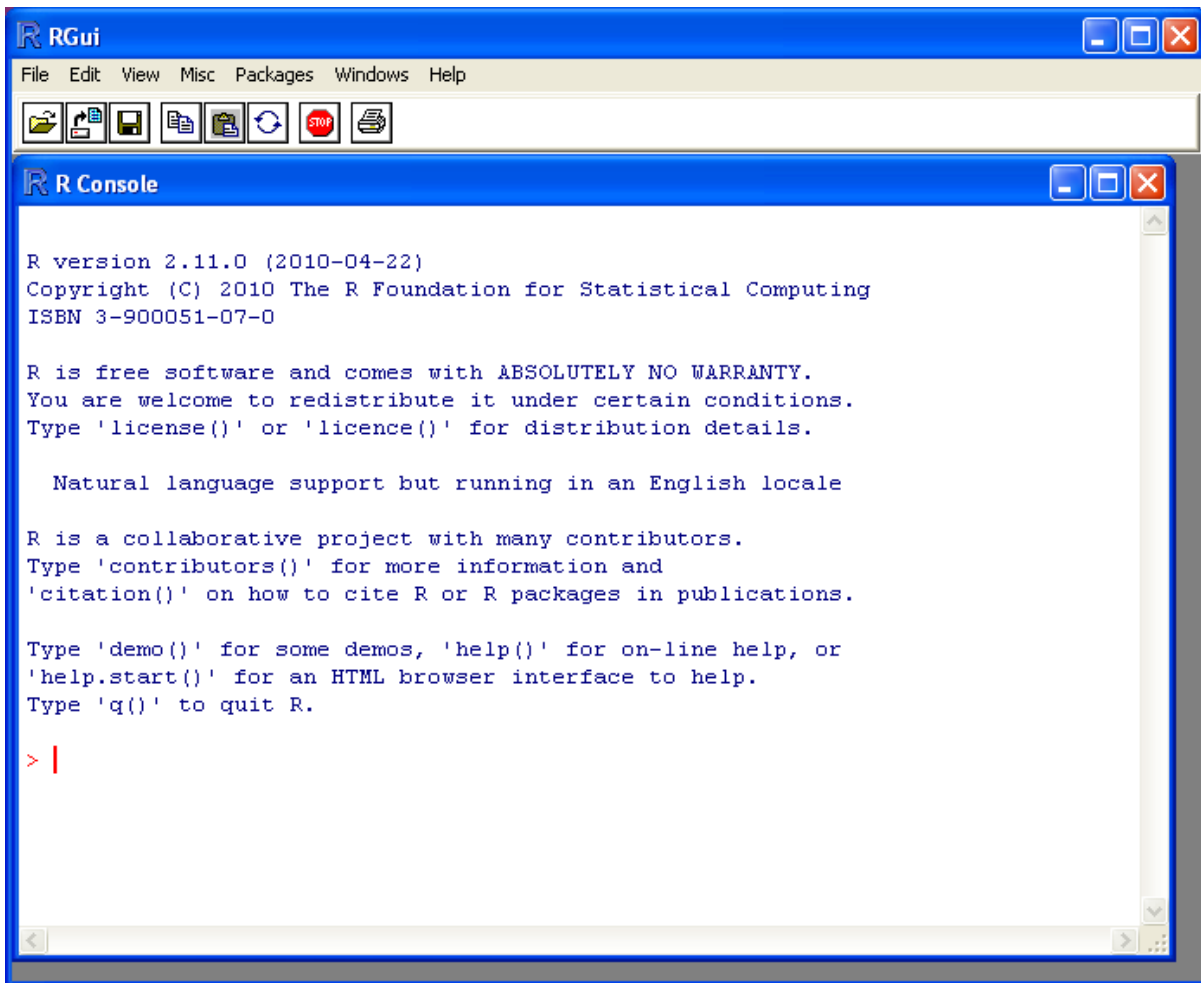 RGui
File Edit View Misc Packages Windows Help
STOP
R Console
R version 2.11.0 (2010-04-22)
Copyright (C) 2010 The R Foundation for Statistical Computing
ISBN 3-900051-07-0
R is free software and comes with ABSOLUTELY NO WARRANTY.
You are welcome to redistribute it under certain conditions.
Type 'license()' or 'licence()' for distribution details.
Natural language support but running in an English locale
R is a collaborative project with many contributors.
Type 'contributors()' for more information and
'citation()' on how to cite R or R packages in publications.
Type 'demo()' for some demos, 'help()' for on-line help, or
'help.start()' for an HTML browser interface to help.
Type 'q()' to quit R.
>